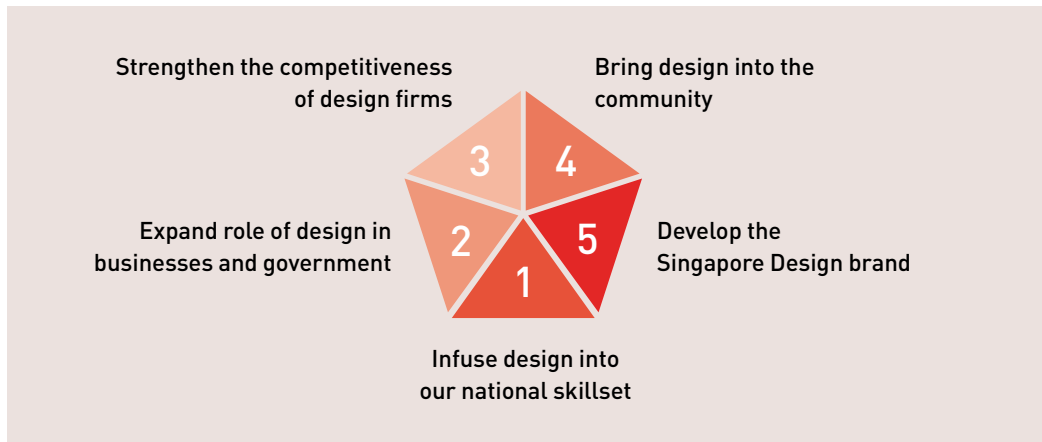 Strengthen the competitiveness
of design firms
Bring design into the
community
3
4
Expand role of design in
businesses and government
2
5
Develop the
Singapore Design brand
1
Infuse design into
our national skillset